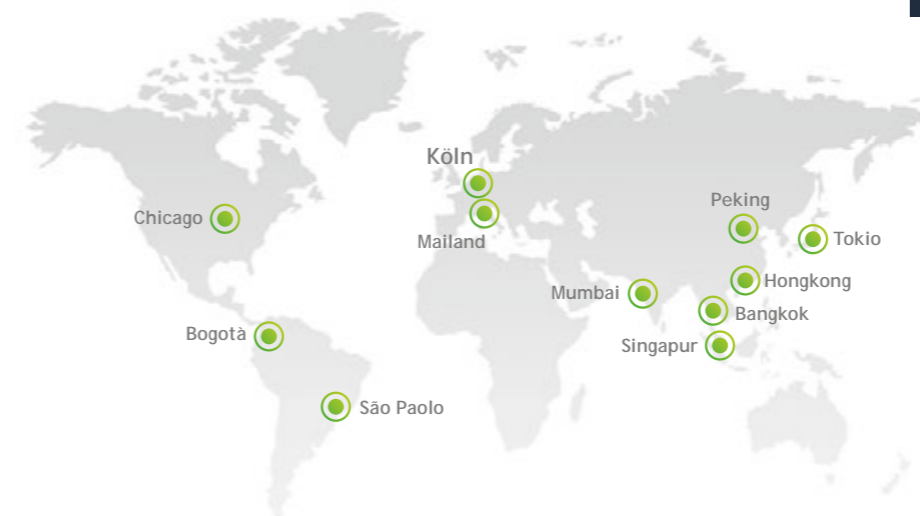 Köln
Peking
Chicago
Mailand
Tokio
Hongkong
Mumbai
Bangkok
Bogotà
Singapur
São Paolo